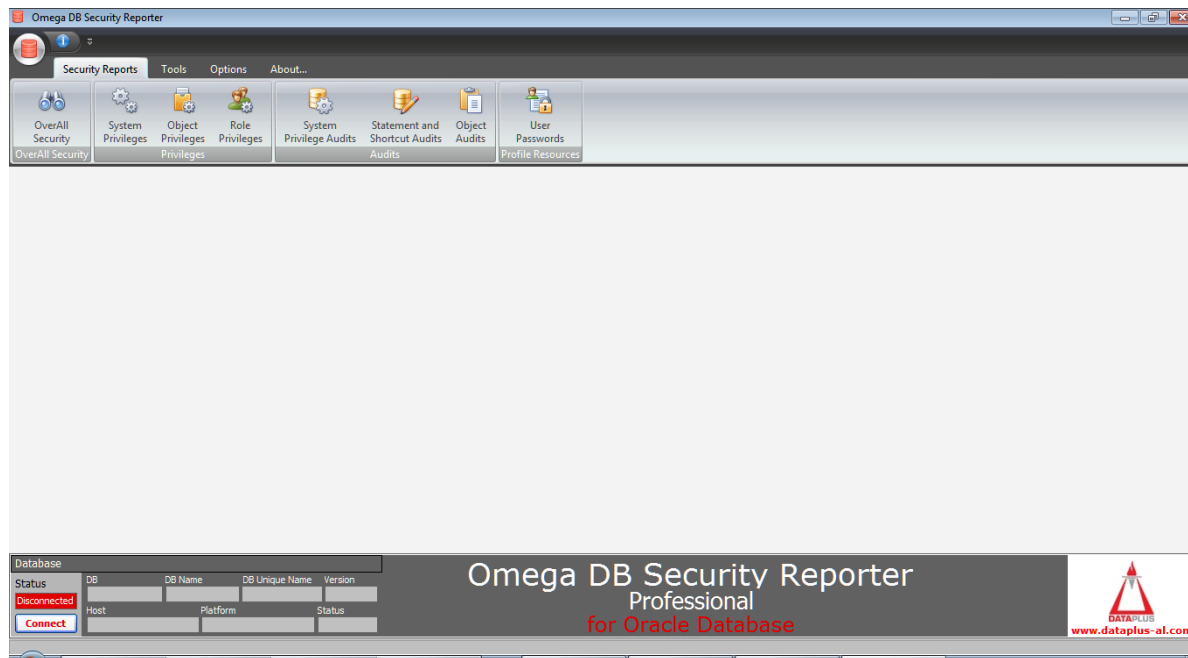 Omega DB Security Reporter
Security Reports Tools Options About...
OverAll
Security
System
Privileges
Object
Privileges
Role
Privileges
System
Privilege Audits
Statement and
Shortcut Audits
Object
Audits
User
Passwords
OverAll Security Privileges Audits Profile Resources
Database
Status
Disconnected
Connect
DB DB Name DB Unique Name Version
Host Platform Status
Omega DB Security Reporter
Professional
for Oracle Database
DATAPLUS
www.dataplus-al.com